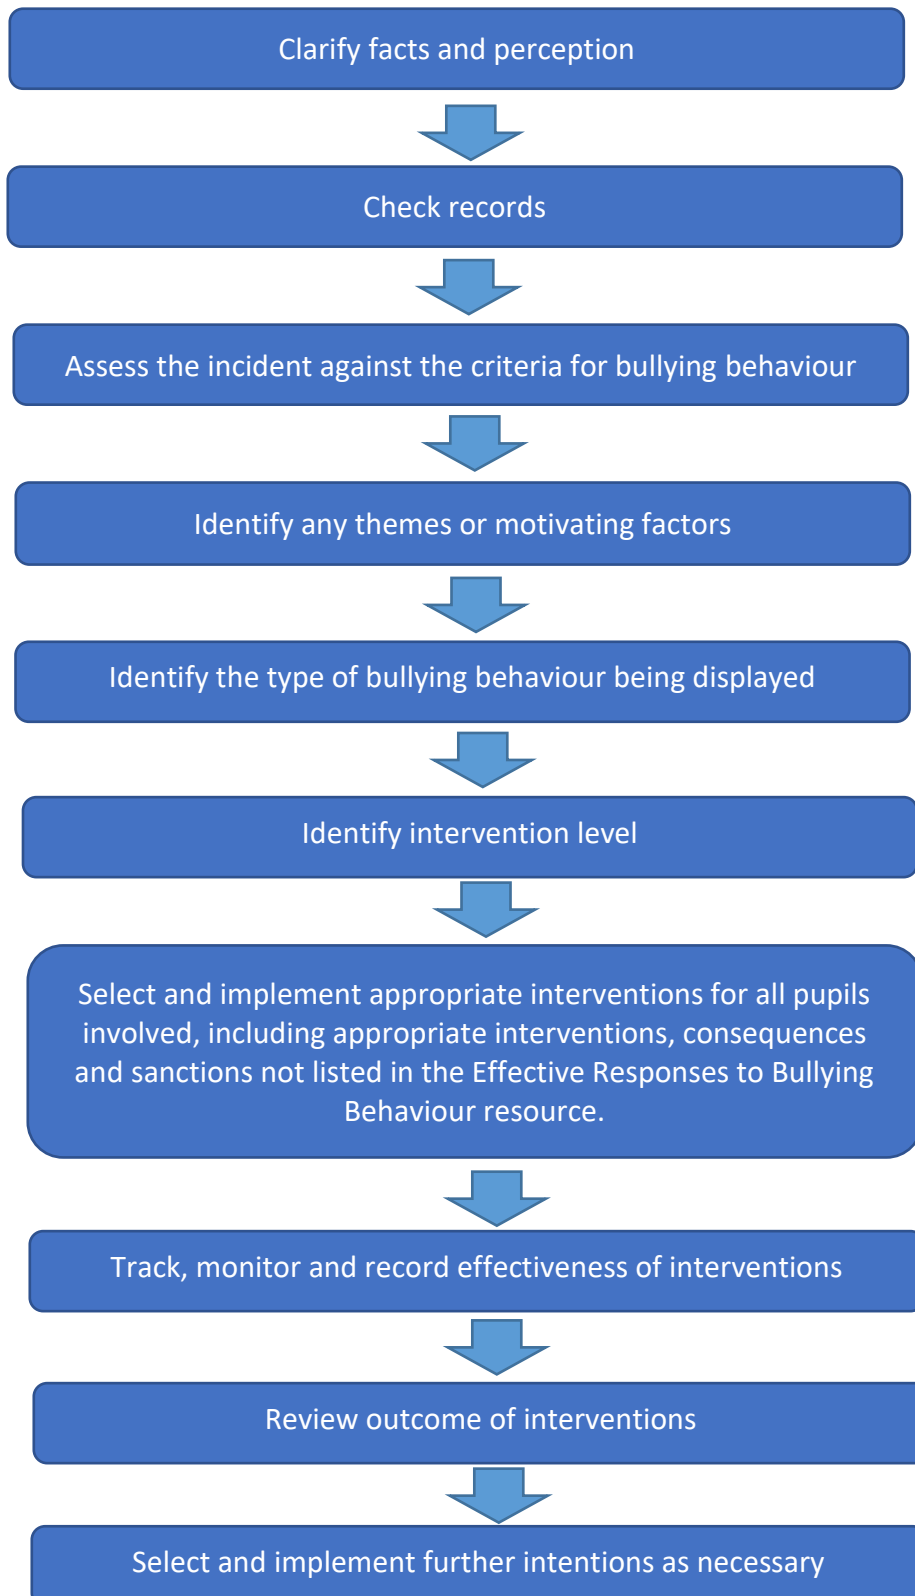 Clarify facts and perception
Check records
Assess the incident against the criteria for bullying behaviour
Identify any themes or motivating factors
Identify the type of bullying behaviour being displayed
Identify intervention level
Select and implement appropriate interventions for all pupils
involved, including appropriate interventions, consequences
and sanctions not listed in the Effective Responses to Bullying
Behaviour resource.
Track, monitor and record effectiveness of interventions
Review outcome of interventions
Select and implement further intentions as necessary